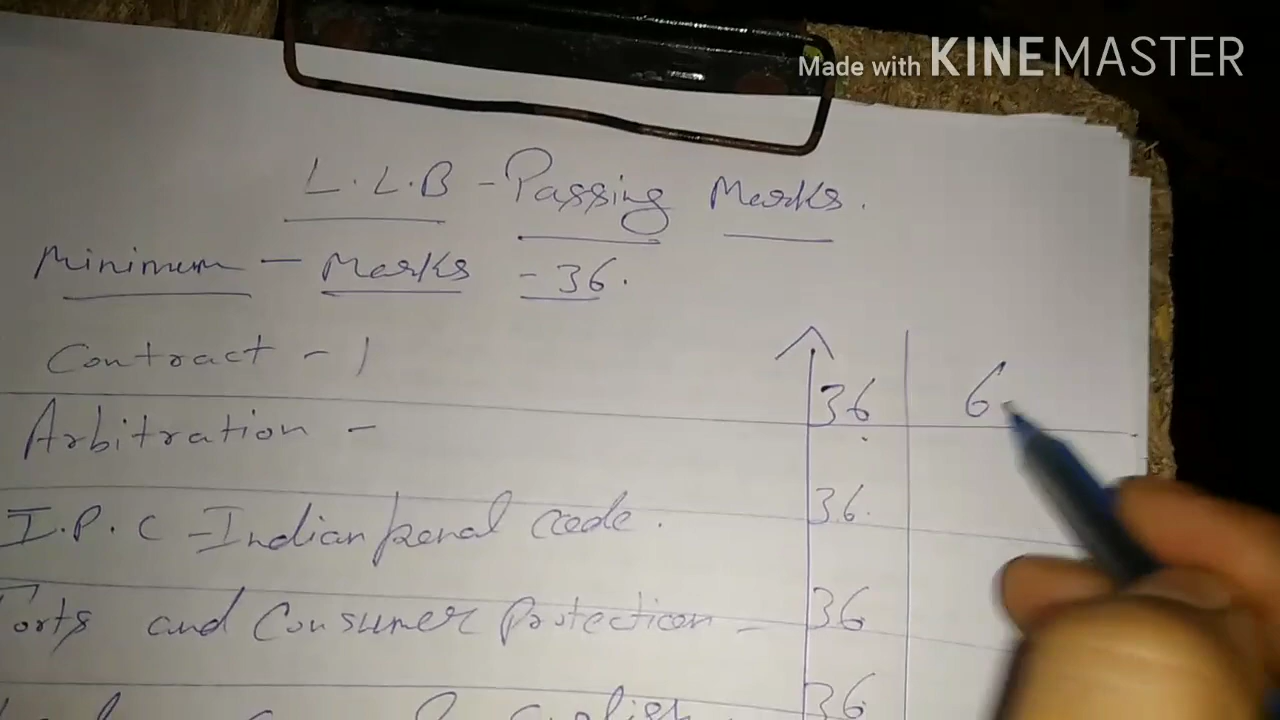 Made with KINEMASTER
L.L.B - Passing Marks.
Minimum - Marks - 36.
Contract - 1 36 6
Arbitration - 36.
I.P.C - Indian penal code. 36
Torts and Consumer Protection - 36
English.